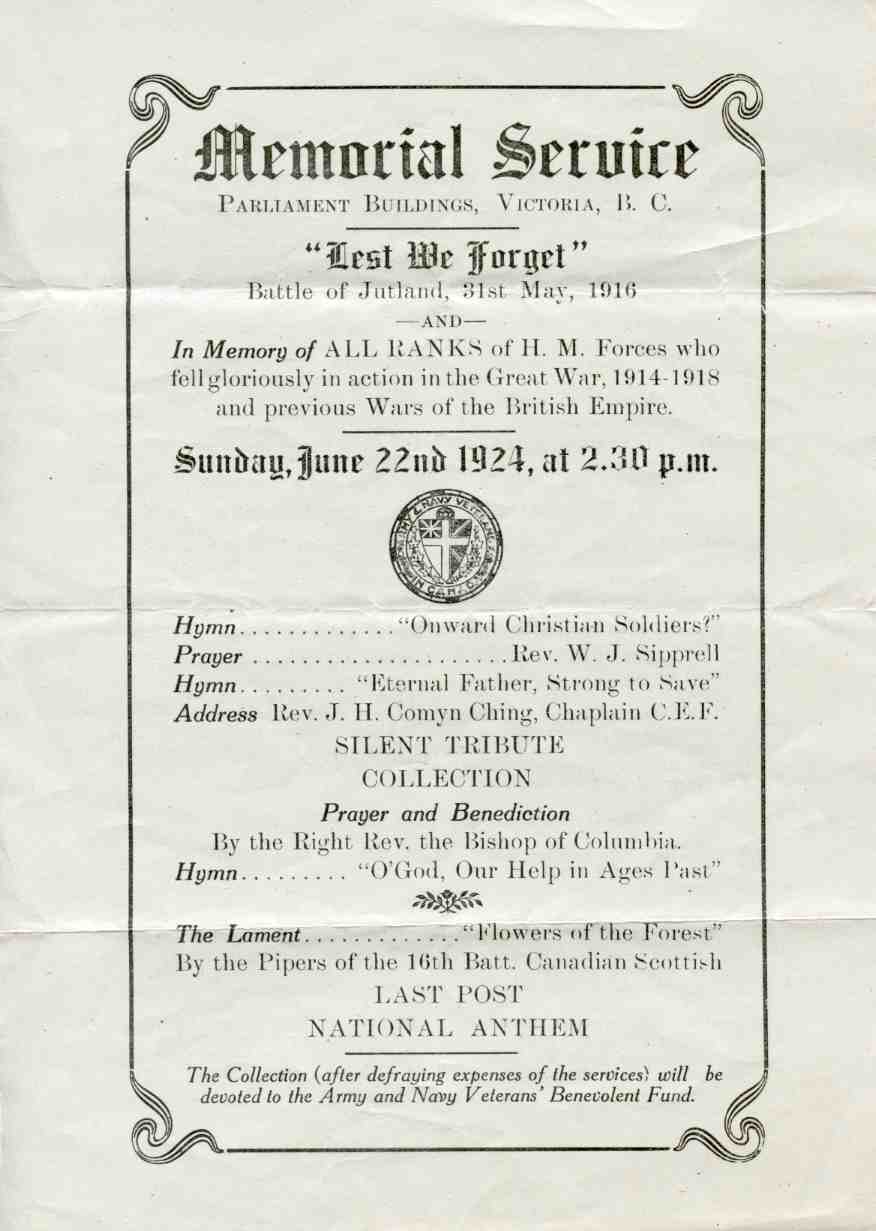 Memorial Service
PARLIAMENT BUILDINGS, VICTORIA, B. C.
"Lest We Forget"
Battle of Jutland, 31st May, 1916
—AND—
In Memory of ALL RANKS of H. M. Forces who
fell gloriously in action in the Great War, 1914-1918
and previous Wars of the British Empire.
Sunday, June 22nd 1924, at 2.30 p.m.
ARMY & NAVY VETERANS
IN CANADA
Hymn.............."Onward Christian Soldiers?"
Prayer ......................Rev. W. J. Sipprell
Hymn......... "Eternal Father, Strong to Save"
Address Rev. J. H. Comyn Ching, Chaplain C.E.F.
SILENT TRIBUTE
COLLECTION
Prayer and Benediction
By the Right Rev. the Bishop of Columbia.
Hymn......... "O'God, Our Help in Ages Past"
The Lament............."Flowers of the Forest"
By the Pipers of the 16th Batt. Canadian Scottish
LAST POST
NATIONAL ANTHEM
The Collection (after defraying expenses of the services) will be
devoted to the Army and Navy Veterans' Benevolent Fund.